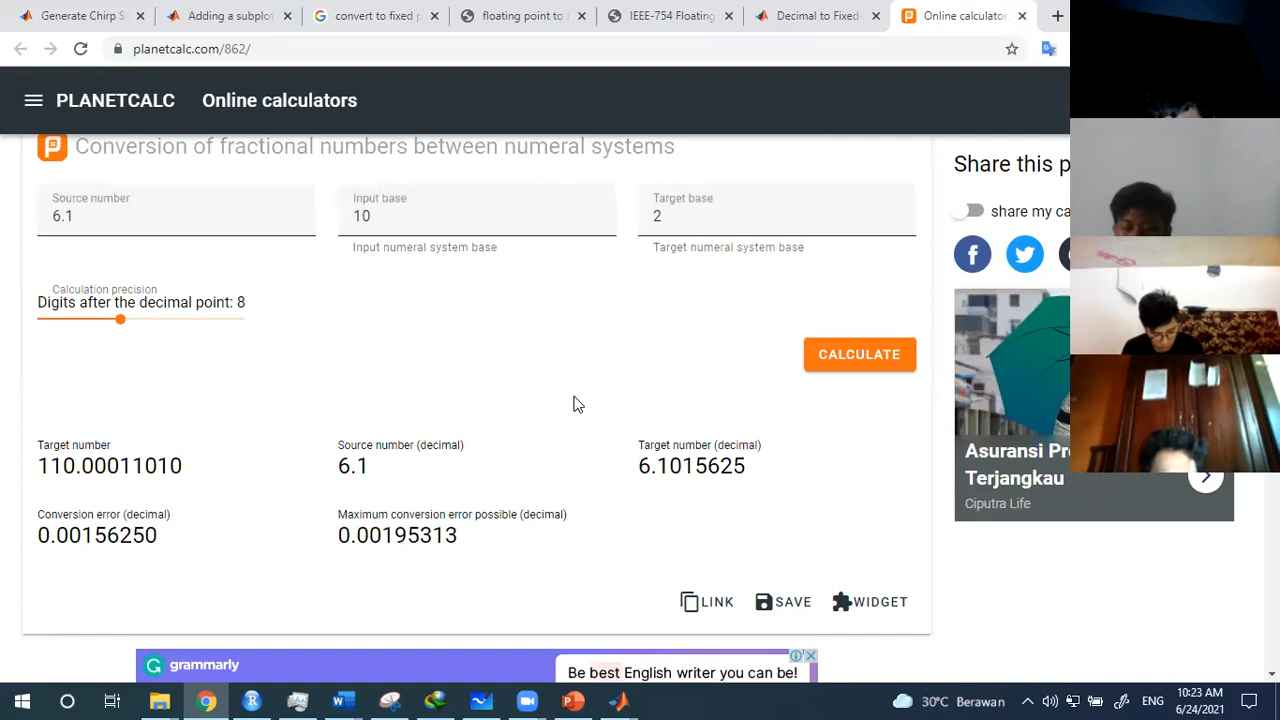 Generate Chirp S
Adding a subplot
convert to fixed p
floating point to
IEEE-754 Floating
Decimal to Fixed-
Online calculator
planetcalc.com/862/
PLANETCALC
Online calculators
Conversion of fractional numbers between numeral systems
Source number
6.1
Input base
10
Input numeral system base
Target base
2
Target numeral system base
Calculation precision
Digits after the decimal point: 8
CALCULATE
Target number
110.00011010
Source number (decimal)
6.1
Target number (decimal)
6.1015625
Conversion error (decimal)
0.00156250
Maximum conversion error possible (decimal)
0.00195313
LINK
SAVE
WIDGET
Share this p
share my ca
Asuransi Pr
Terjangkau
Ciputra Life
grammarly
Be best English writer you can be!
30°C Berawan
ENG
10:23 AM
6/24/2021